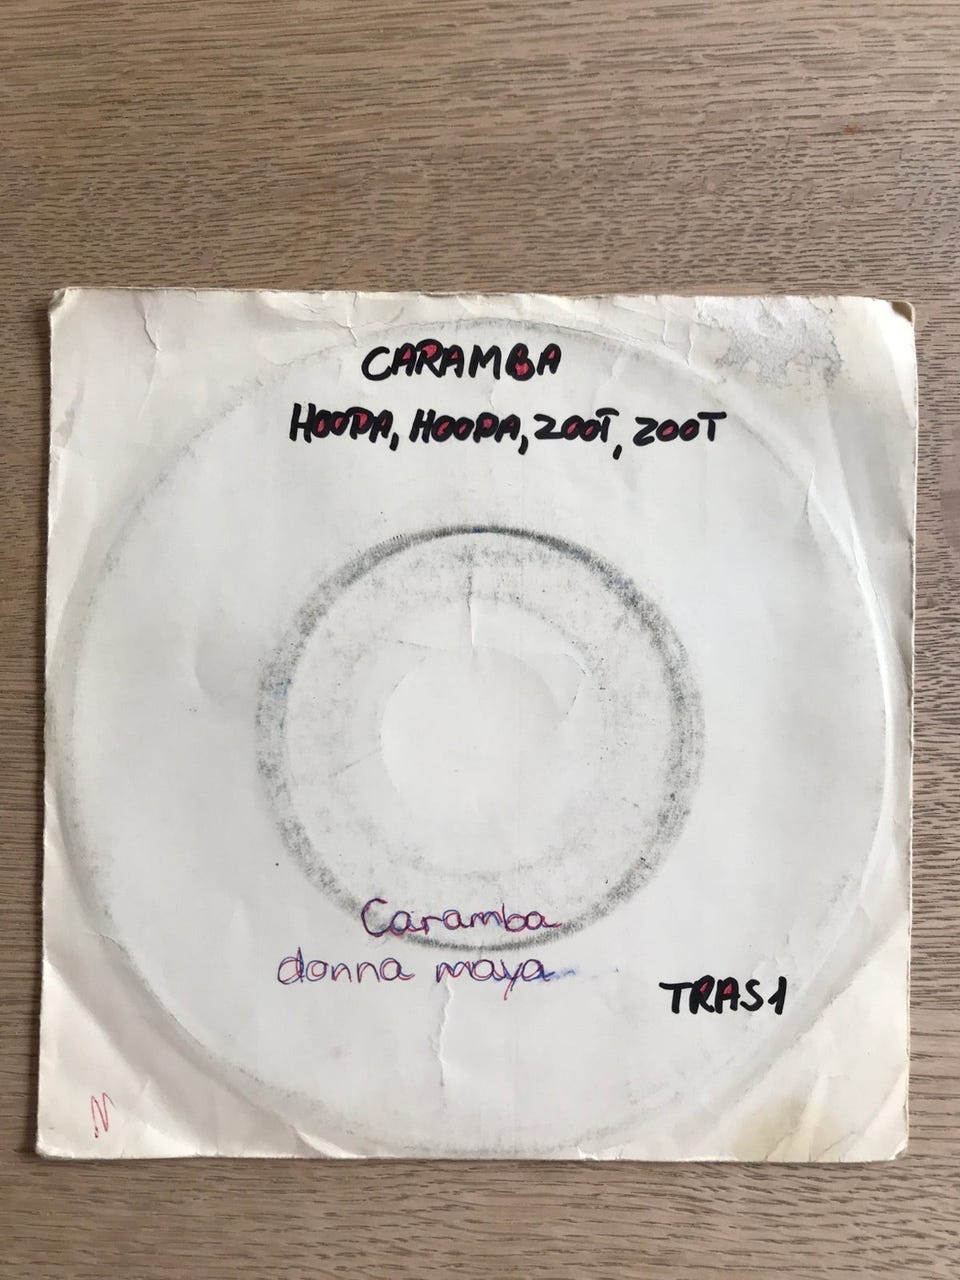 CARAMBA
HOOPA, HOOPA, ZOOT, ZOOT
Caramba
donna maya
TRAS1
N